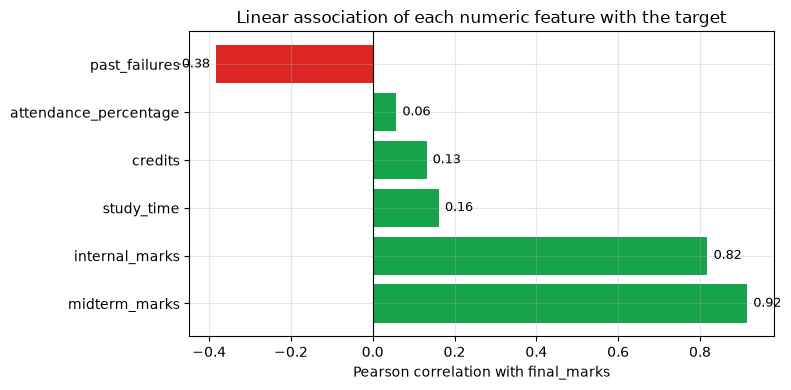 Linear association of each numeric feature with the target
past_failures
-0.38
attendance_percentage
0.06
credits
0.13
study_time
0.16
internal_marks
0.82
midterm_marks
0.92
−0.4 −0.2 0.0 0.2 0.4 0.6 0.8
Pearson correlation with final_marks